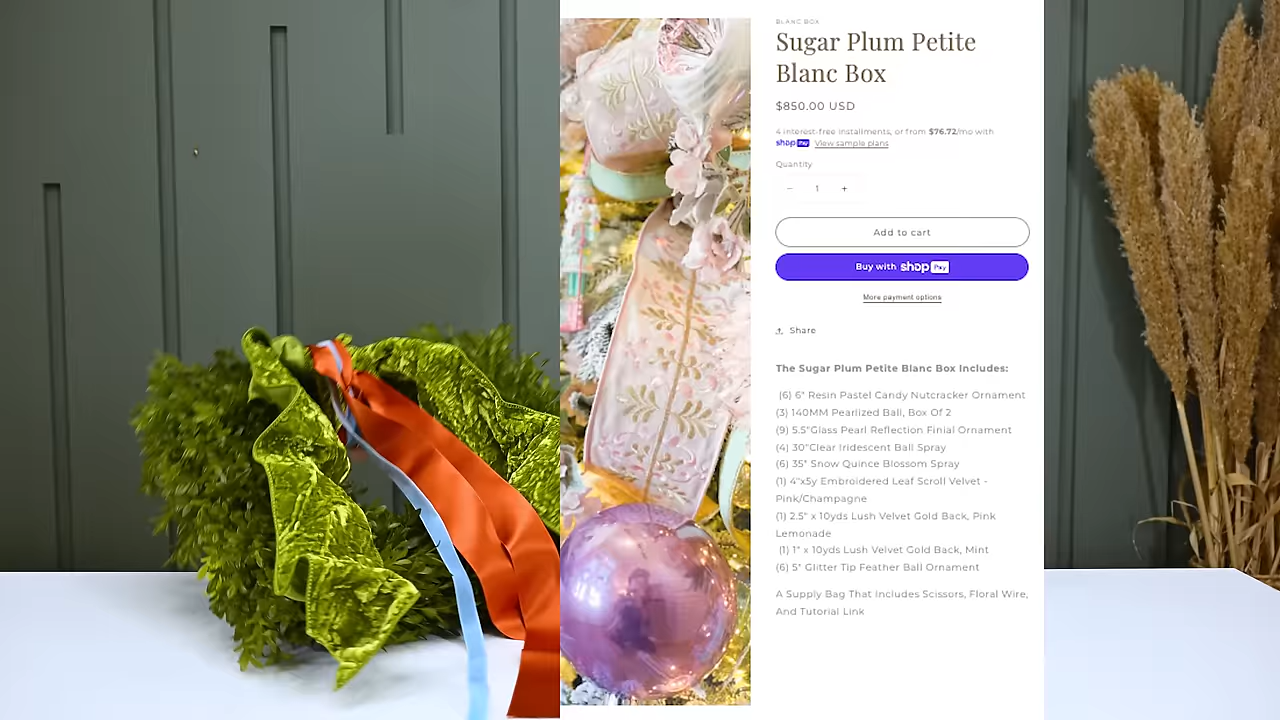 BLANC BOX
Sugar Plum Petite
Blanc Box
$850.00 USD
4 interest-free installments, or from $76.72/mo with
shop Pay View sample plans
Quantity
− 1 +
Add to cart
Buy with shop Pay
More payment options
Share
The Sugar Plum Petite Blanc Box Includes:
(6) 6" Resin Pastel Candy Nutcracker Ornament
(3) 140MM Pearlized Ball, Box Of 2
(9) 5.5"Glass Pearl Reflection Finial Ornament
(4) 30"Clear Iridescent Ball Spray
(6) 35" Snow Quince Blossom Spray
(1) 4"x5y Embroidered Leaf Scroll Velvet -
Pink/Champagne
(1) 2.5" x 10yds Lush Velvet Gold Back, Pink
Lemonade
(1) 1" x 10yds Lush Velvet Gold Back, Mint
(6) 5" Glitter Tip Feather Ball Ornament
A Supply Bag That Includes Scissors, Floral Wire,
And Tutorial Link